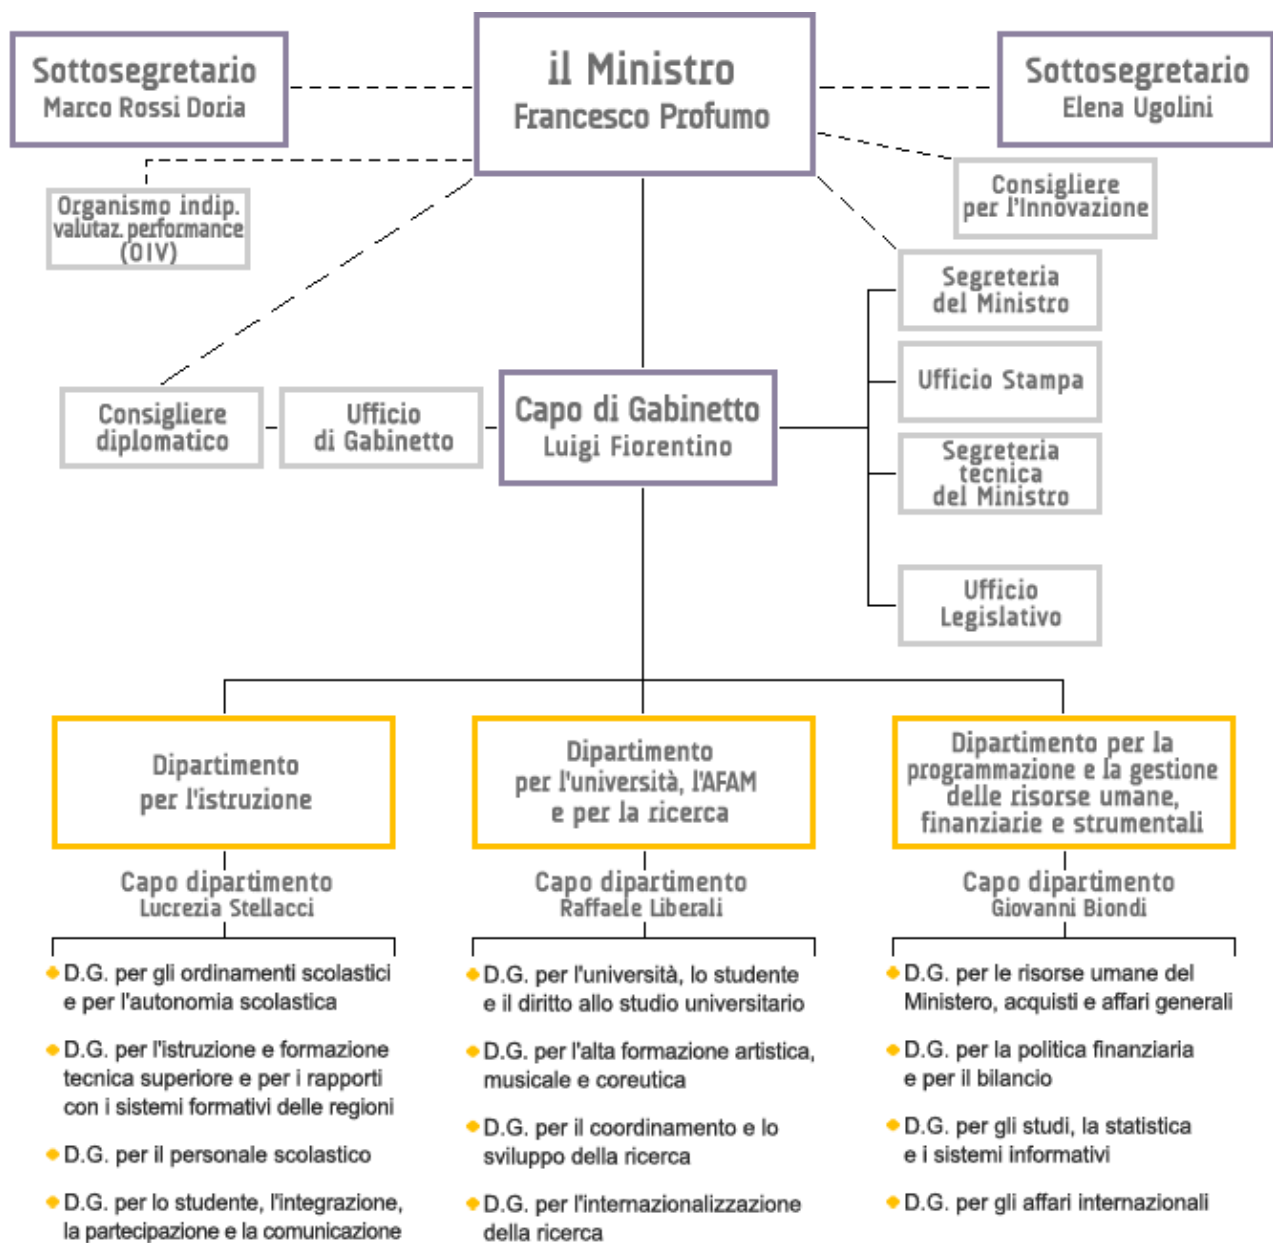 Sottosegretario
Marco Rossi Doria
il Ministro
Francesco Profumo
Sottosegretario
Elena Ugolini
Organismo indip.
valutaz. performance
(OIV)
Consigliere
per l'Innovazione
Segreteria
del Ministro
Ufficio Stampa
Segreteria
tecnica
del Ministro
Ufficio
Legislativo
Consigliere
diplomatico
Ufficio
di Gabinetto
Capo di Gabinetto
Luigi Fiorentino
Dipartimento
per l'istruzione
Capo dipartimento
Lucrezia Stellacci
D.G. per gli ordinamenti scolastici
e per l'autonomia scolastica
D.G. per l'istruzione e formazione
tecnica superiore e per i rapporti
con i sistemi formativi delle regioni
D.G. per il personale scolastico
D.G. per lo studente, l'integrazione,
la partecipazione e la comunicazione
Dipartimento
per l'università, l'AFAM
e per la ricerca
Capo dipartimento
Raffaele Liberali
D.G. per l'università, lo studente
e il diritto allo studio universitario
D.G. per l'alta formazione artistica,
musicale e coreutica
D.G. per il coordinamento e lo
sviluppo della ricerca
D.G. per l'internazionalizzazione
della ricerca
Dipartimento per la
programmazione e la gestione
delle risorse umane,
finanziarie e strumentali
Capo dipartimento
Giovanni Biondi
D.G. per le risorse umane del
Ministero, acquisti e affari generali
D.G. per la politica finanziaria
e per il bilancio
D.G. per gli studi, la statistica
e i sistemi informativi
D.G. per gli affari internazionali